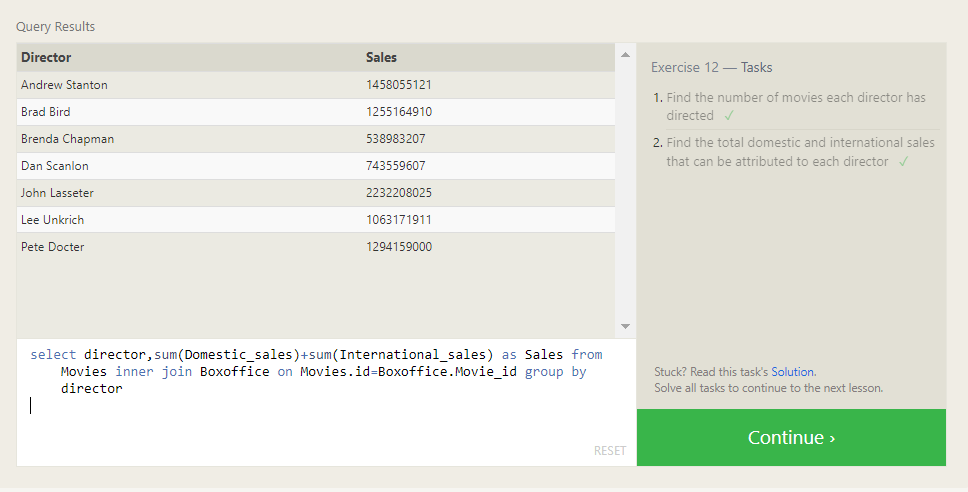 Query Results
Director Sales
Andrew Stanton 1458055121
Brad Bird 1255164910
Brenda Chapman 538983207
Dan Scanlon 743559607
John Lasseter 2232208025
Lee Unkrich 1063171911
Pete Docter 1294159000
select director,sum(Domestic_sales)+sum(International_sales) as Sales from
Movies inner join Boxoffice on Movies.id=Boxoffice.Movie_id group by
director
RESET
Exercise 12 — Tasks
1. Find the number of movies each director has
directed ✓
2. Find the total domestic and international sales
that can be attributed to each director ✓
Stuck? Read this task's Solution.
Solve all tasks to continue to the next lesson.
Continue ›